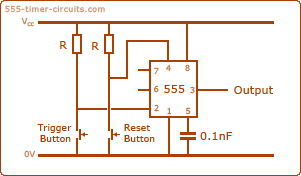 555-timer-circuits.com
Vcc
R R
7 4 8
6 555 3 Output
2 1 5
Trigger Button
Reset Button
0.1nF
0V